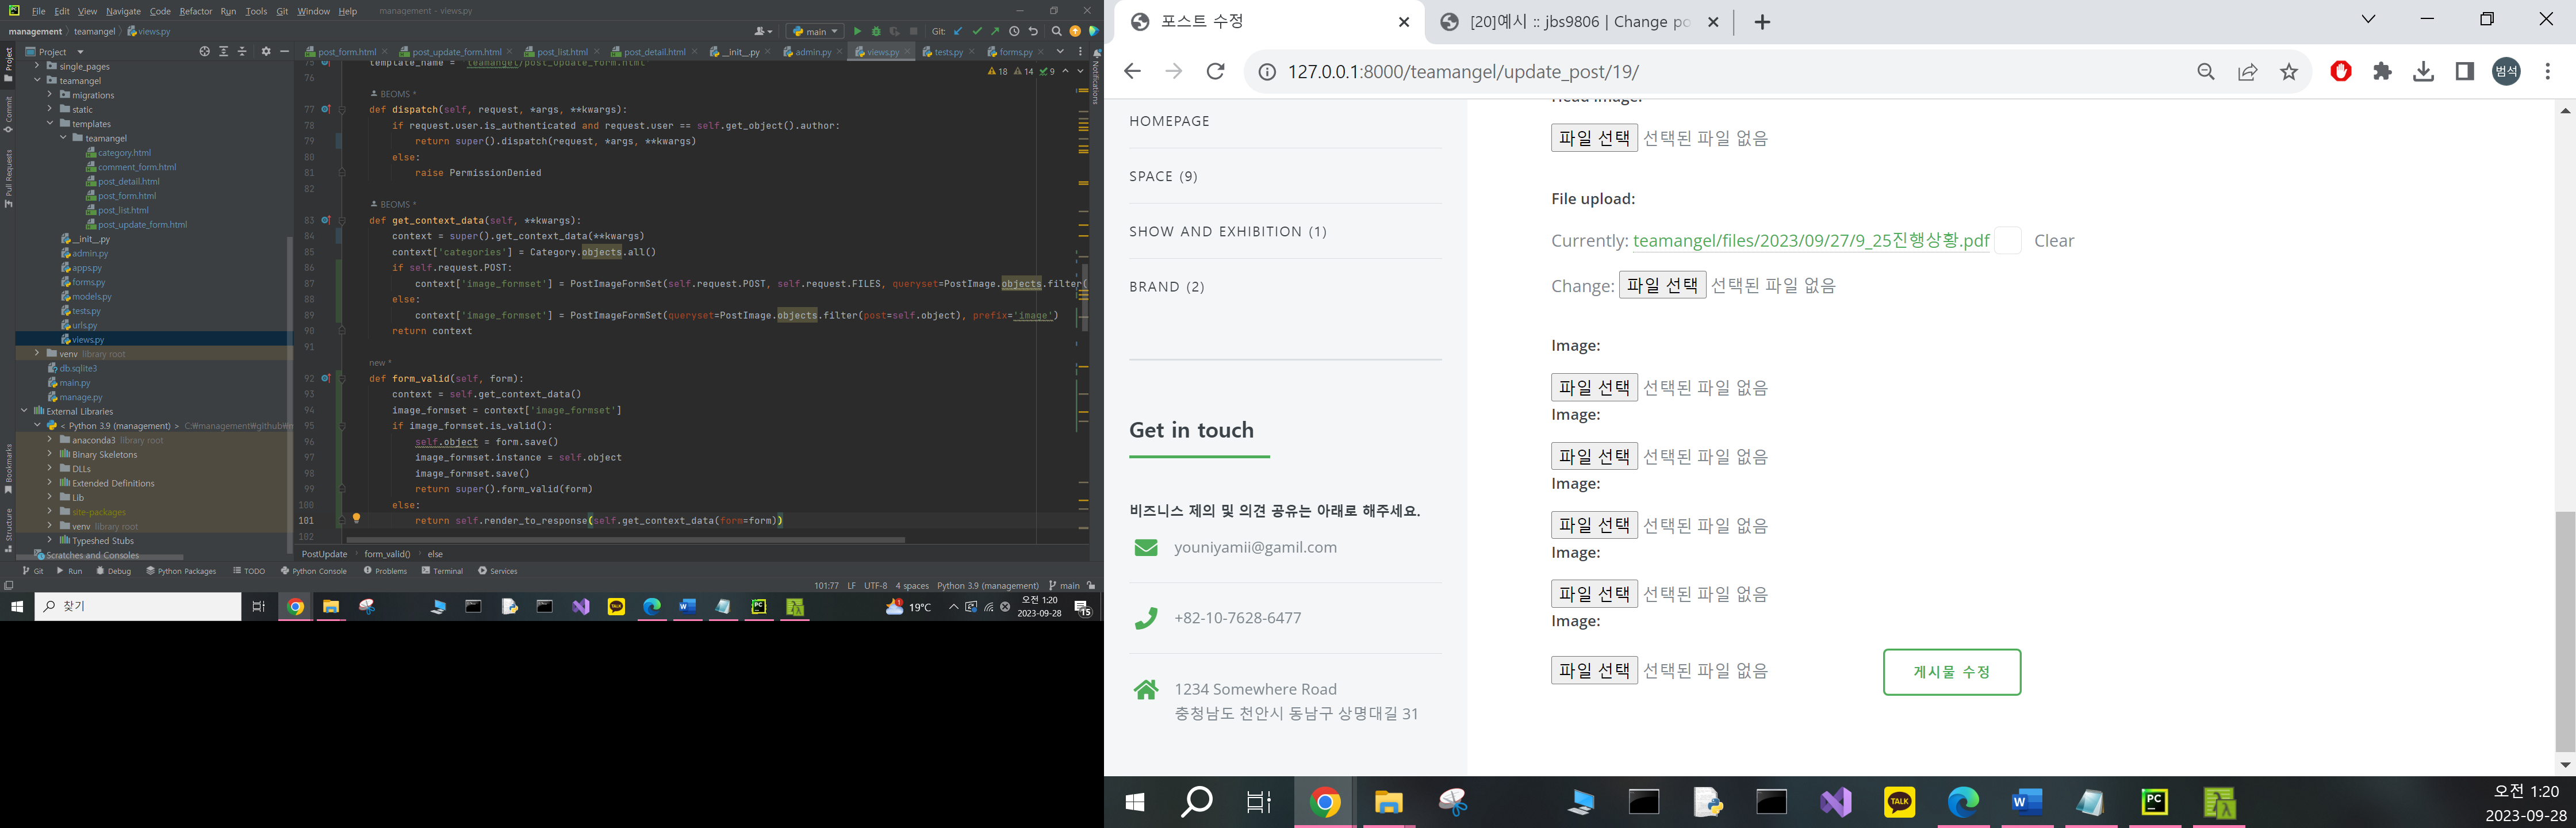 File Edit View Navigate Code Refactor Run Tools Git Window Help management - views.py
management teamangel views.py
main
Git:
Project
post_form.html post_update_form.html post_list.html post_detail.html __init__.py admin.py views.py tests.py forms.py
single_pages
teamangel
migrations
static
templates
teamangel
category.html
comment_form.html
post_detail.html
post_form.html
post_list.html
post_update_form.html
__init__.py
admin.py
apps.py
forms.py
models.py
tests.py
urls.py
views.py
venv library root
db.sqlite3
main.py
manage.py
External Libraries
< Python 3.9 (management) > C:₩management₩github₩
anaconda3 library root
Binary Skeletons
DLLs
Extended Definitions
Lib
site-packages
venv library root
Typeshed Stubs
Scratches and Consoles
Project
Commit
Pull Requests
Bookmarks
Structure
Notifications
18 14 9
75 template_name = 'teamangel/post_update_form.html'
76
BEOMS *
77 def dispatch(self, request, *args, **kwargs):
78 if request.user.is_authenticated and request.user == self.get_object().author:
79 return super().dispatch(request, *args, **kwargs)
80 else:
81 raise PermissionDenied
82
BEOMS *
83 def get_context_data(self, **kwargs):
84 context = super().get_context_data(**kwargs)
85 context['categories'] = Category.objects.all()
86 if self.request.POST:
87 context['image_formset'] = PostImageFormSet(self.request.POST, self.request.FILES, queryset=PostImage.objects.filter(
88 else:
89 context['image_formset'] = PostImageFormSet(queryset=PostImage.objects.filter(post=self.object), prefix='image')
90 return context
91
new *
92 def form_valid(self, form):
93 context = self.get_context_data()
94 image_formset = context['image_formset']
95 if image_formset.is_valid():
96 self.object = form.save()
97 image_formset.instance = self.object
98 image_formset.save()
99 return super().form_valid(form)
100 else:
101 return self.render_to_response(self.get_context_data(form=form))
102
PostUpdate form_valid() else
Git Run Debug Python Packages TODO Python Console Problems Terminal Services
101:77 LF UTF-8 4 spaces Python 3.9 (management) main
찾기
TALK
PC
19°C
오전 1:20
2023-09-28
15
포스트 수정
[20]예시 :: jbs9806 | Change po
127.0.0.1:8000/teamangel/update_post/19/
범석
HOMEPAGE
SPACE (9)
SHOW AND EXHIBITION (1)
BRAND (2)
Get in touch
비즈니스 제의 및 의견 공유는 아래로 해주세요.
youniyamii@gamil.com
+82-10-7628-6477
1234 Somewhere Road
충청남도 천안시 동남구 상명대길 31
Head image:
파일 선택 선택된 파일 없음
File upload:
Currently: teamangel/files/2023/09/27/9_25진행상황.pdf Clear
Change: 파일 선택 선택된 파일 없음
Image:
파일 선택 선택된 파일 없음
Image:
파일 선택 선택된 파일 없음
Image:
파일 선택 선택된 파일 없음
Image:
파일 선택 선택된 파일 없음
Image:
파일 선택 선택된 파일 없음
게시물 수정
TALK
PC
오전 1:20
2023-09-28